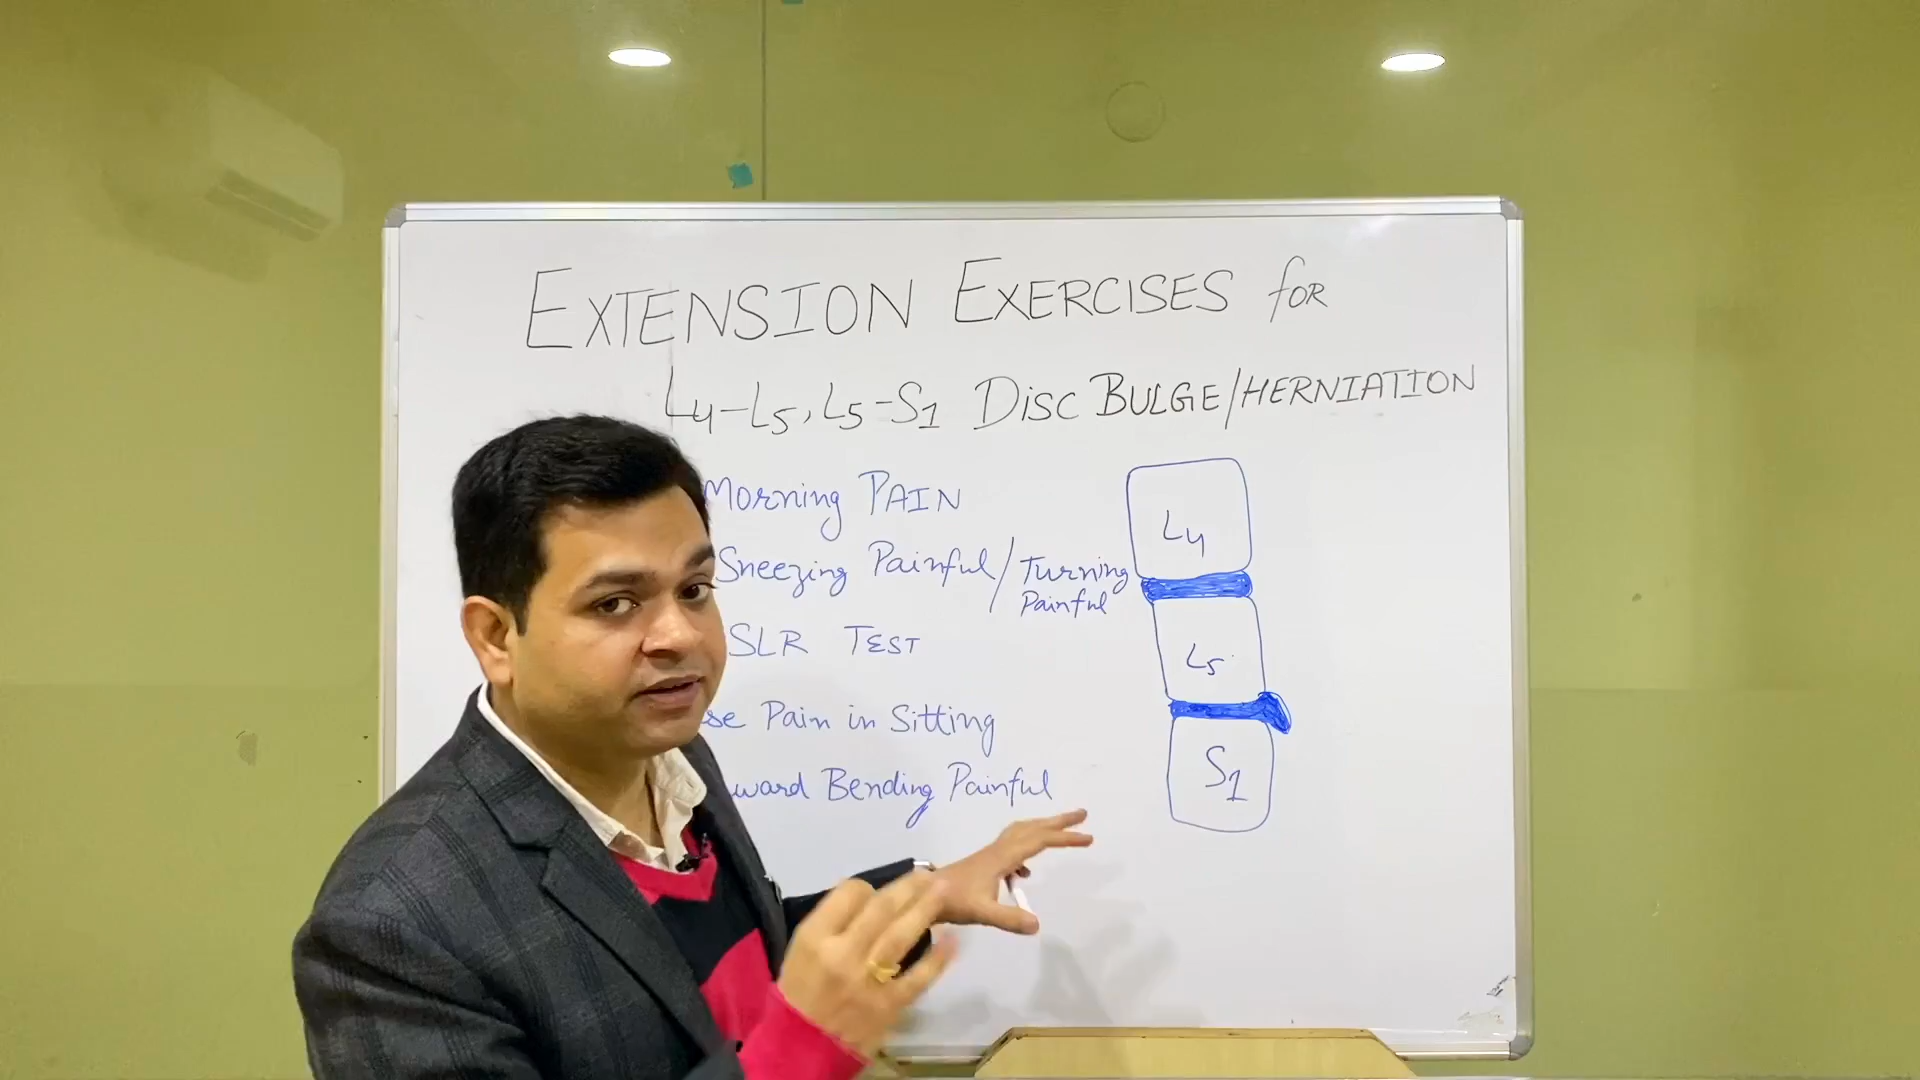 EXTENSION EXERCISES for
L4-L5, L5-S1 DISC BULGE/HERNIATION
Morning PAIN
Sneezing Painful/Turning Painful
SLR TEST
Pain in Sitting
Bending Painful
L4
L5
S1